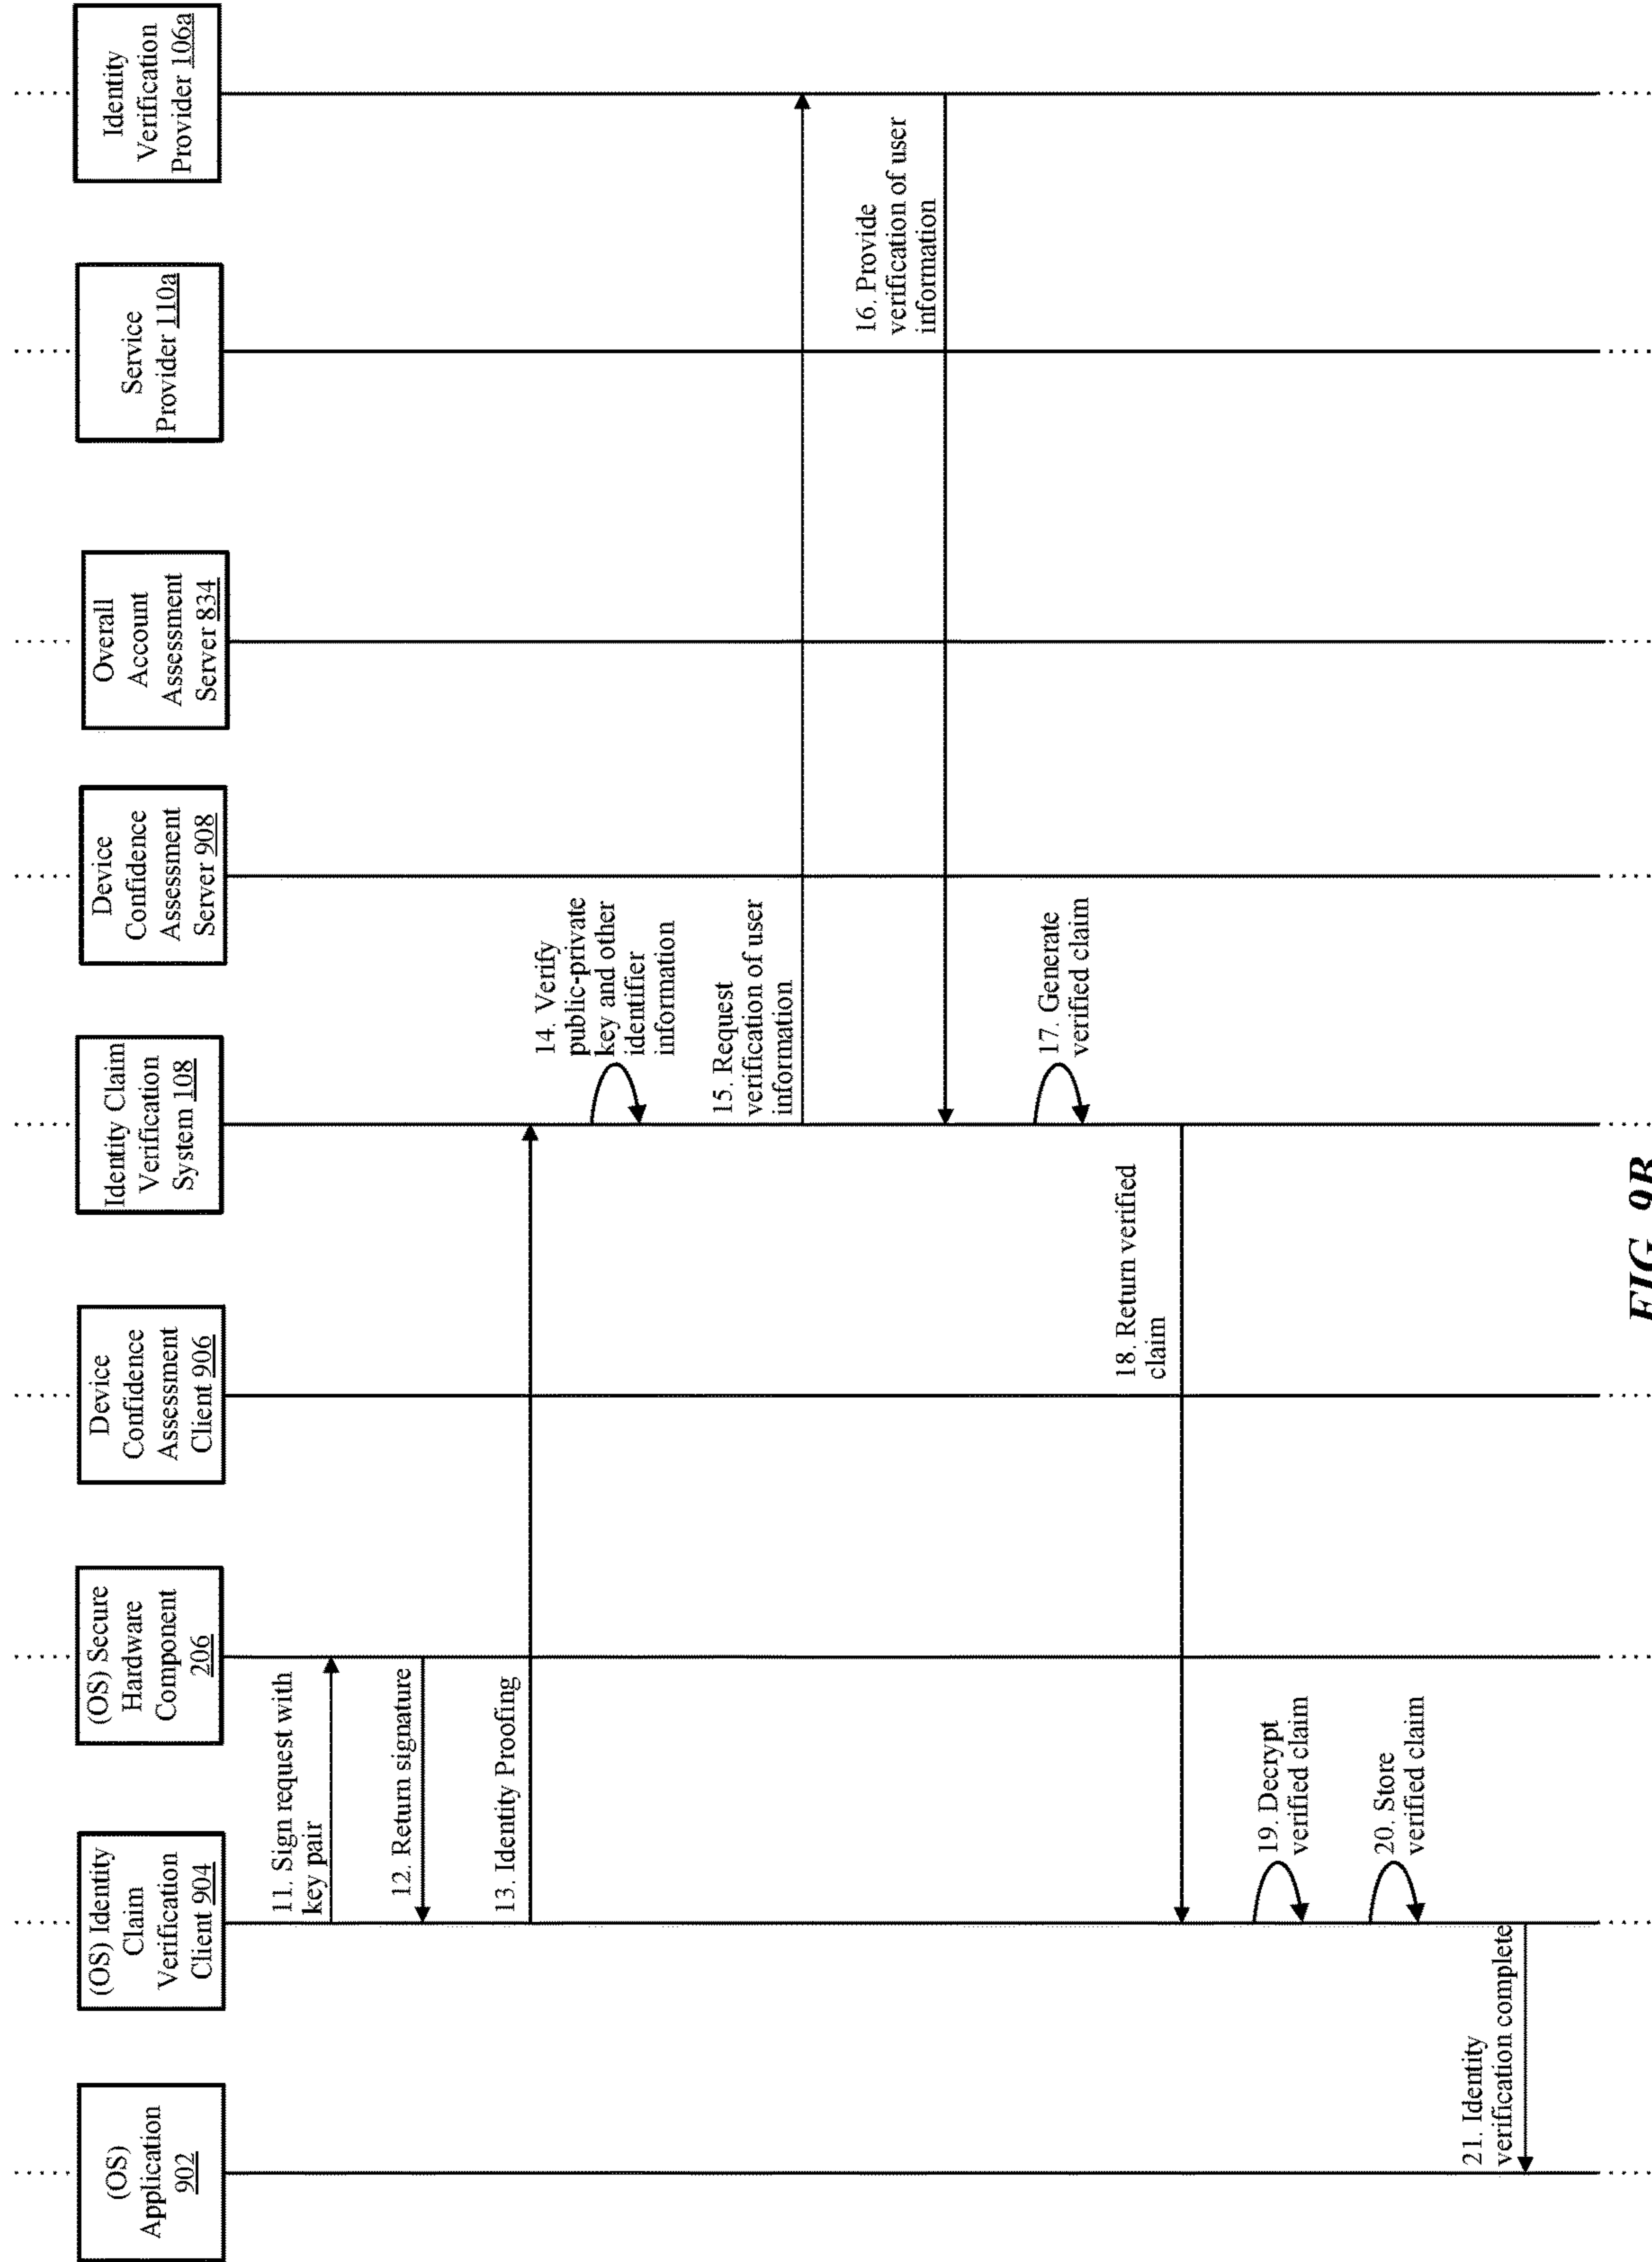 (OS)
Application
902
(OS) Identity
Claim
Verification
Client 904
(OS) Secure
Hardware
Component
206
Device
Confidence
Assessment
Client 906
Identity Claim
Verification
System 108
Device
Confidence
Assessment
Server 908
Overall
Account
Assessment
Server 834
Service
Provider 110a
Identity
Verification
Provider 106a
11. Sign request with
key pair
12. Return signature
13. Identity Proofing
14. Verify
public-private
key and other
identifier
information
15. Request
verification of user
information
16. Provide
verification of user
information
17. Generate
verified claim
18. Return verified
claim
19. Decrypt
verified claim
20. Store
verified claim
21. Identity
verification complete
FIG. 9B